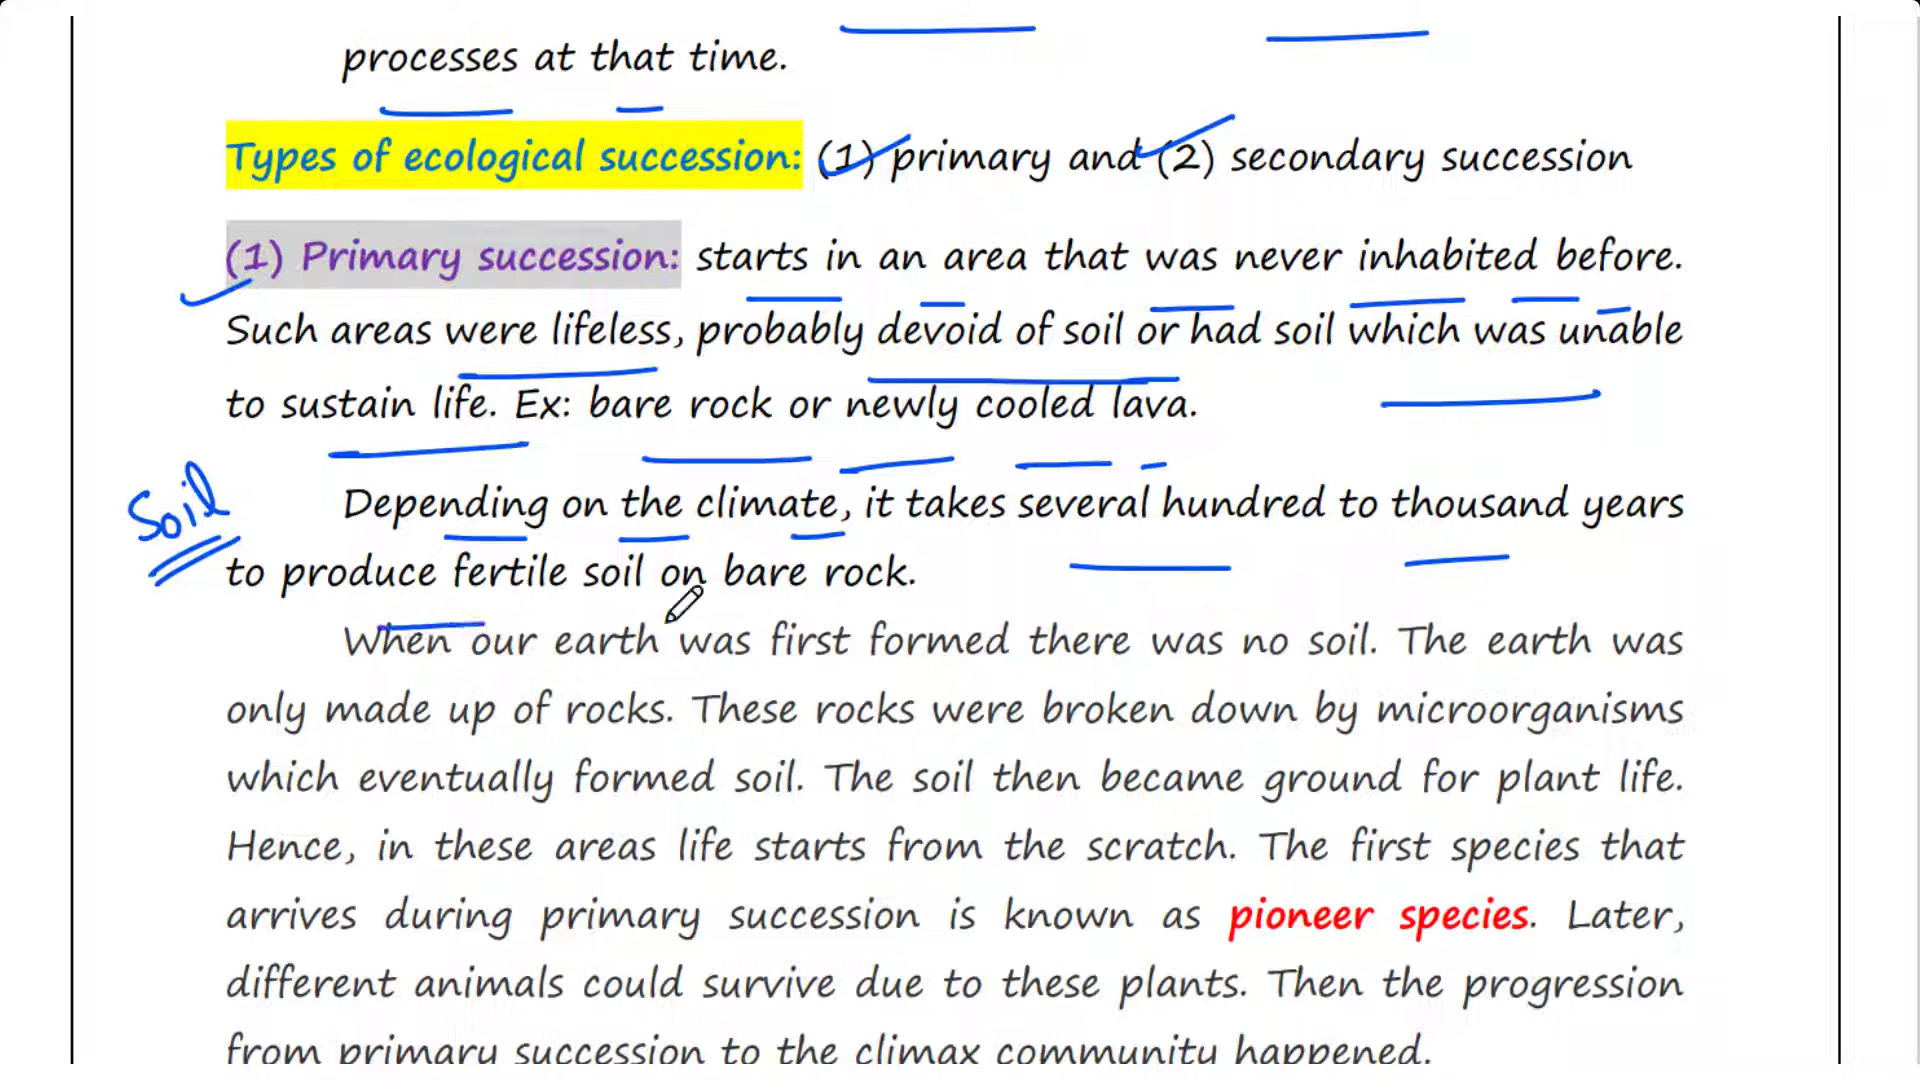 processes at that time.
Types of ecological succession: (1) primary and (2) secondary succession
(1) Primary succession: starts in an area that was never inhabited before.
Such areas were lifeless, probably devoid of soil or had soil which was unable
to sustain life. Ex: bare rock or newly cooled lava.
Soil
Depending on the climate, it takes several hundred to thousand years
to produce fertile soil on bare rock.
When our earth was first formed there was no soil. The earth was
only made up of rocks. These rocks were broken down by microorganisms
which eventually formed soil. The soil then became ground for plant life.
Hence, in these areas life starts from the scratch. The first species that
arrives during primary succession is known as pioneer species. Later,
different animals could survive due to these plants. Then the progression
from primary succession to the climax community happened.